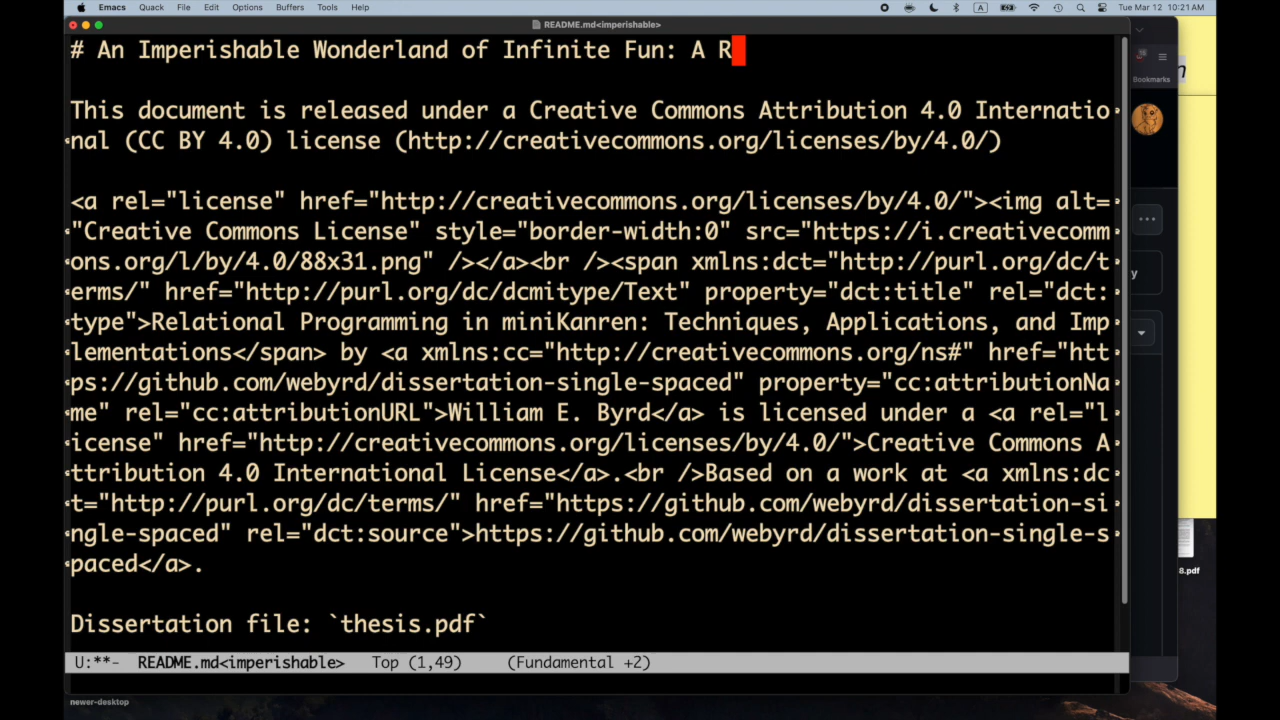 Emacs Quack File Edit Options Buffers Tools Help A Tue Mar 12 10:21 AM
README.md<imperishable>
# An Imperishable Wonderland of Infinite Fun: A R
This document is released under a Creative Commons Attribution 4.0 Internatio
nal (CC BY 4.0) license (http://creativecommons.org/licenses/by/4.0/)
<a rel="license" href="http://creativecommons.org/licenses/by/4.0/"><img alt=
"Creative Commons License" style="border-width:0" src="https://i.creativecomm
ons.org/l/by/4.0/88x31.png" /></a><br /><span xmlns:dct="http://purl.org/dc/t
erms/" href="http://purl.org/dc/dcmitype/Text" property="dct:title" rel="dct:
type">Relational Programming in miniKanren: Techniques, Applications, and Imp
lementations</span> by <a xmlns:cc="http://creativecommons.org/ns#" href="htt
ps://github.com/webyrd/dissertation-single-spaced" property="cc:attributionNa
me" rel="cc:attributionURL">William E. Byrd</a> is licensed under a <a rel="l
icense" href="http://creativecommons.org/licenses/by/4.0/">Creative Commons A
ttribution 4.0 International License</a>.<br />Based on a work at <a xmlns:dc
t="http://purl.org/dc/terms/" href="https://github.com/webyrd/dissertation-si
ngle-spaced" rel="dct:source">https://github.com/webyrd/dissertation-single-s
paced</a>.
Dissertation file: `thesis.pdf`
U:**- README.md<imperishable> Top (1,49) (Fundamental +2)
Bookmarks
n
y
8.pdf
newer-desktop